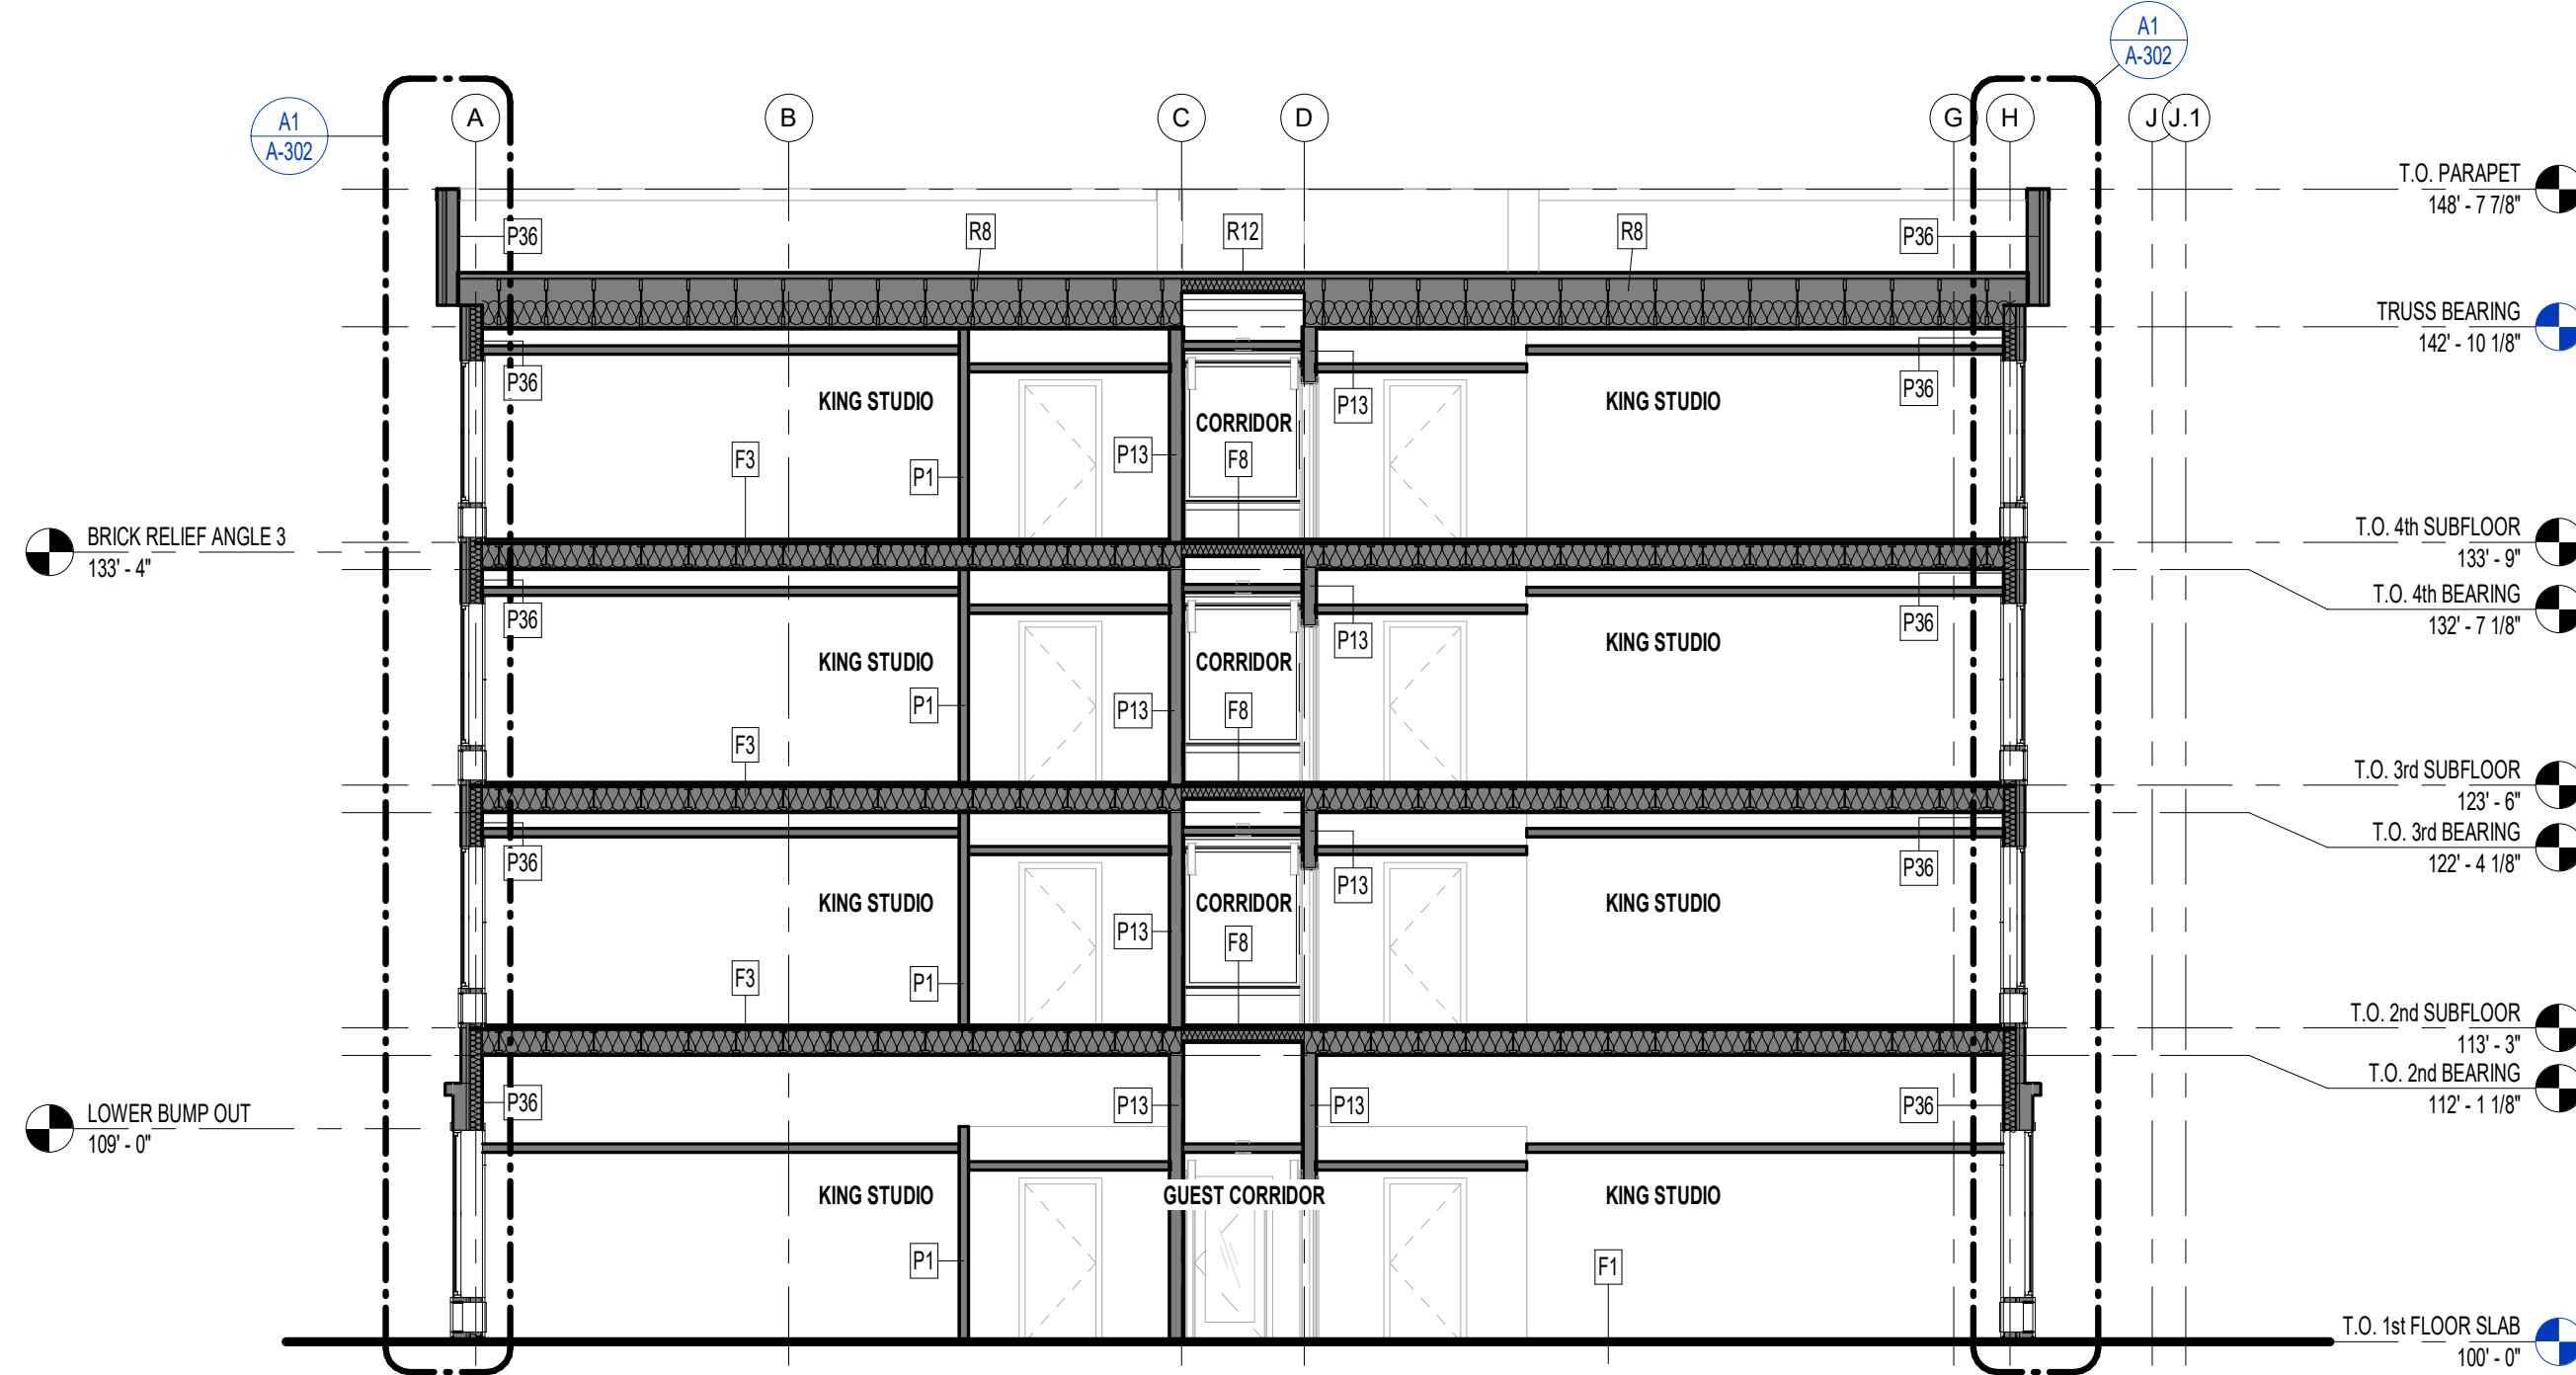 A1
A-302
A1
A-302
A
B
C
D
G
H
J
J.1
T.O. PARAPET
148' - 7 7/8"
P36
R8
R12
R8
P36
TRUSS BEARING
142' - 10 1/8"
P36
KING STUDIO
CORRIDOR
P13
KING STUDIO
P36
F3
P1
P13
F8
BRICK RELIEF ANGLE 3
133' - 4"
T.O. 4th SUBFLOOR
133' - 9"
T.O. 4th BEARING
132' - 7 1/8"
P36
KING STUDIO
CORRIDOR
P13
KING STUDIO
P36
F3
P1
P13
F8
T.O. 3rd SUBFLOOR
123' - 6"
T.O. 3rd BEARING
122' - 4 1/8"
P36
KING STUDIO
CORRIDOR
P13
KING STUDIO
P36
F3
P1
P13
F8
T.O. 2nd SUBFLOOR
113' - 3"
T.O. 2nd BEARING
112' - 1 1/8"
LOWER BUMP OUT
109' - 0"
P36
P13
P13
P36
KING STUDIO
GUEST CORRIDOR
KING STUDIO
P1
F1
T.O. 1st FLOOR SLAB
100' - 0"